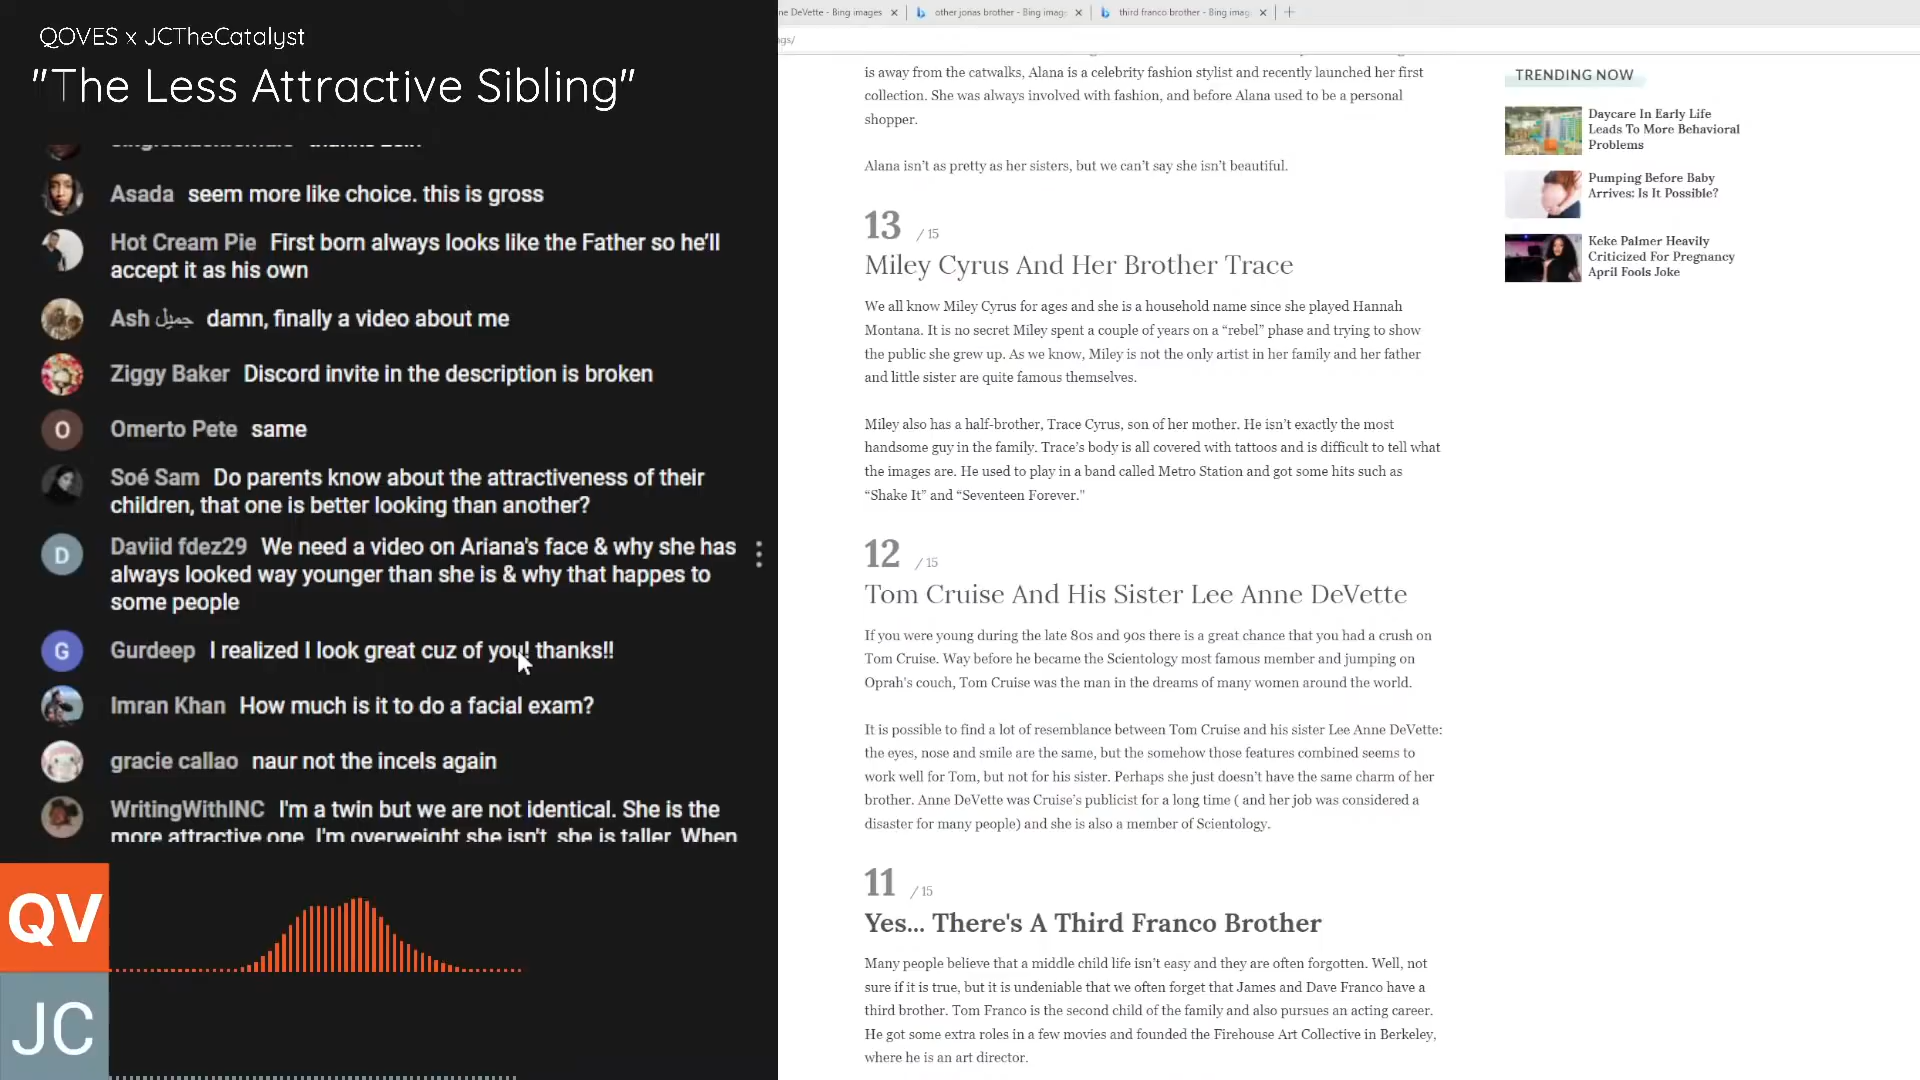 QOVES x JCTheCatalyst
"The Less Attractive Sibling"
Asada seem more like choice. this is gross
Hot Cream Pie First born always looks like the Father so he'll
accept it as his own
Ash جميل damn, finally a video about me
Ziggy Baker Discord invite in the description is broken
O
Omerto Pete same
Soé Sam Do parents know about the attractiveness of their
children, that one is better looking than another?
D
Daviid fdez29 We need a video on Ariana's face & why she has
always looked way younger than she is & why that happes to
some people
G
Gurdeep I realized I look great cuz of you! thanks!!
Imran Khan How much is it to do a facial exam?
gracie callao naur not the incels again
WritingWithINC I'm a twin but we are not identical. She is the
more attractive one. I'm overweight she isn't. she is taller. When
QV
JC
ne DeVette - Bing images
other jonas brother - Bing imag
third franco brother - Bing imag
gs/
is away from the catwalks, Alana is a celebrity fashion stylist and recently launched her first
collection. She was always involved with fashion, and before Alana used to be a personal
shopper.
Alana isn't as pretty as her sisters, but we can't say she isn't beautiful.
13 / 15
Miley Cyrus And Her Brother Trace
We all know Miley Cyrus for ages and she is a household name since she played Hannah
Montana. It is no secret Miley spent a couple of years on a “rebel” phase and trying to show
the public she grew up. As we know, Miley is not the only artist in her family and her father
and little sister are quite famous themselves.
Miley also has a half-brother, Trace Cyrus, son of her mother. He isn't exactly the most
handsome guy in the family. Trace's body is all covered with tattoos and is difficult to tell what
the images are. He used to play in a band called Metro Station and got some hits such as
“Shake It” and “Seventeen Forever.”
12 / 15
Tom Cruise And His Sister Lee Anne DeVette
If you were young during the late 80s and 90s there is a great chance that you had a crush on
Tom Cruise. Way before he became the Scientology most famous member and jumping on
Oprah's couch, Tom Cruise was the man in the dreams of many women around the world.
It is possible to find a lot of resemblance between Tom Cruise and his sister Lee Anne DeVette:
the eyes, nose and smile are the same, but the somehow those features combined seems to
work well for Tom, but not for his sister. Perhaps she just doesn't have the same charm of her
brother. Anne DeVette was Cruise's publicist for a long time ( and her job was considered a
disaster for many people) and she is also a member of Scientology.
11 / 15
Yes... There's A Third Franco Brother
Many people believe that a middle child life isn't easy and they are often forgotten. Well, not
sure if it is true, but it is undeniable that we often forget that James and Dave Franco have a
third brother. Tom Franco is the second child of the family and also pursues an acting career.
He got some extra roles in a few movies and founded the Firehouse Art Collective in Berkeley,
where he is an art director.
TRENDING NOW
Daycare In Early Life
Leads To More Behavioral
Problems
Pumping Before Baby
Arrives: Is It Possible?
Keke Palmer Heavily
Criticized For Pregnancy
April Fools Joke